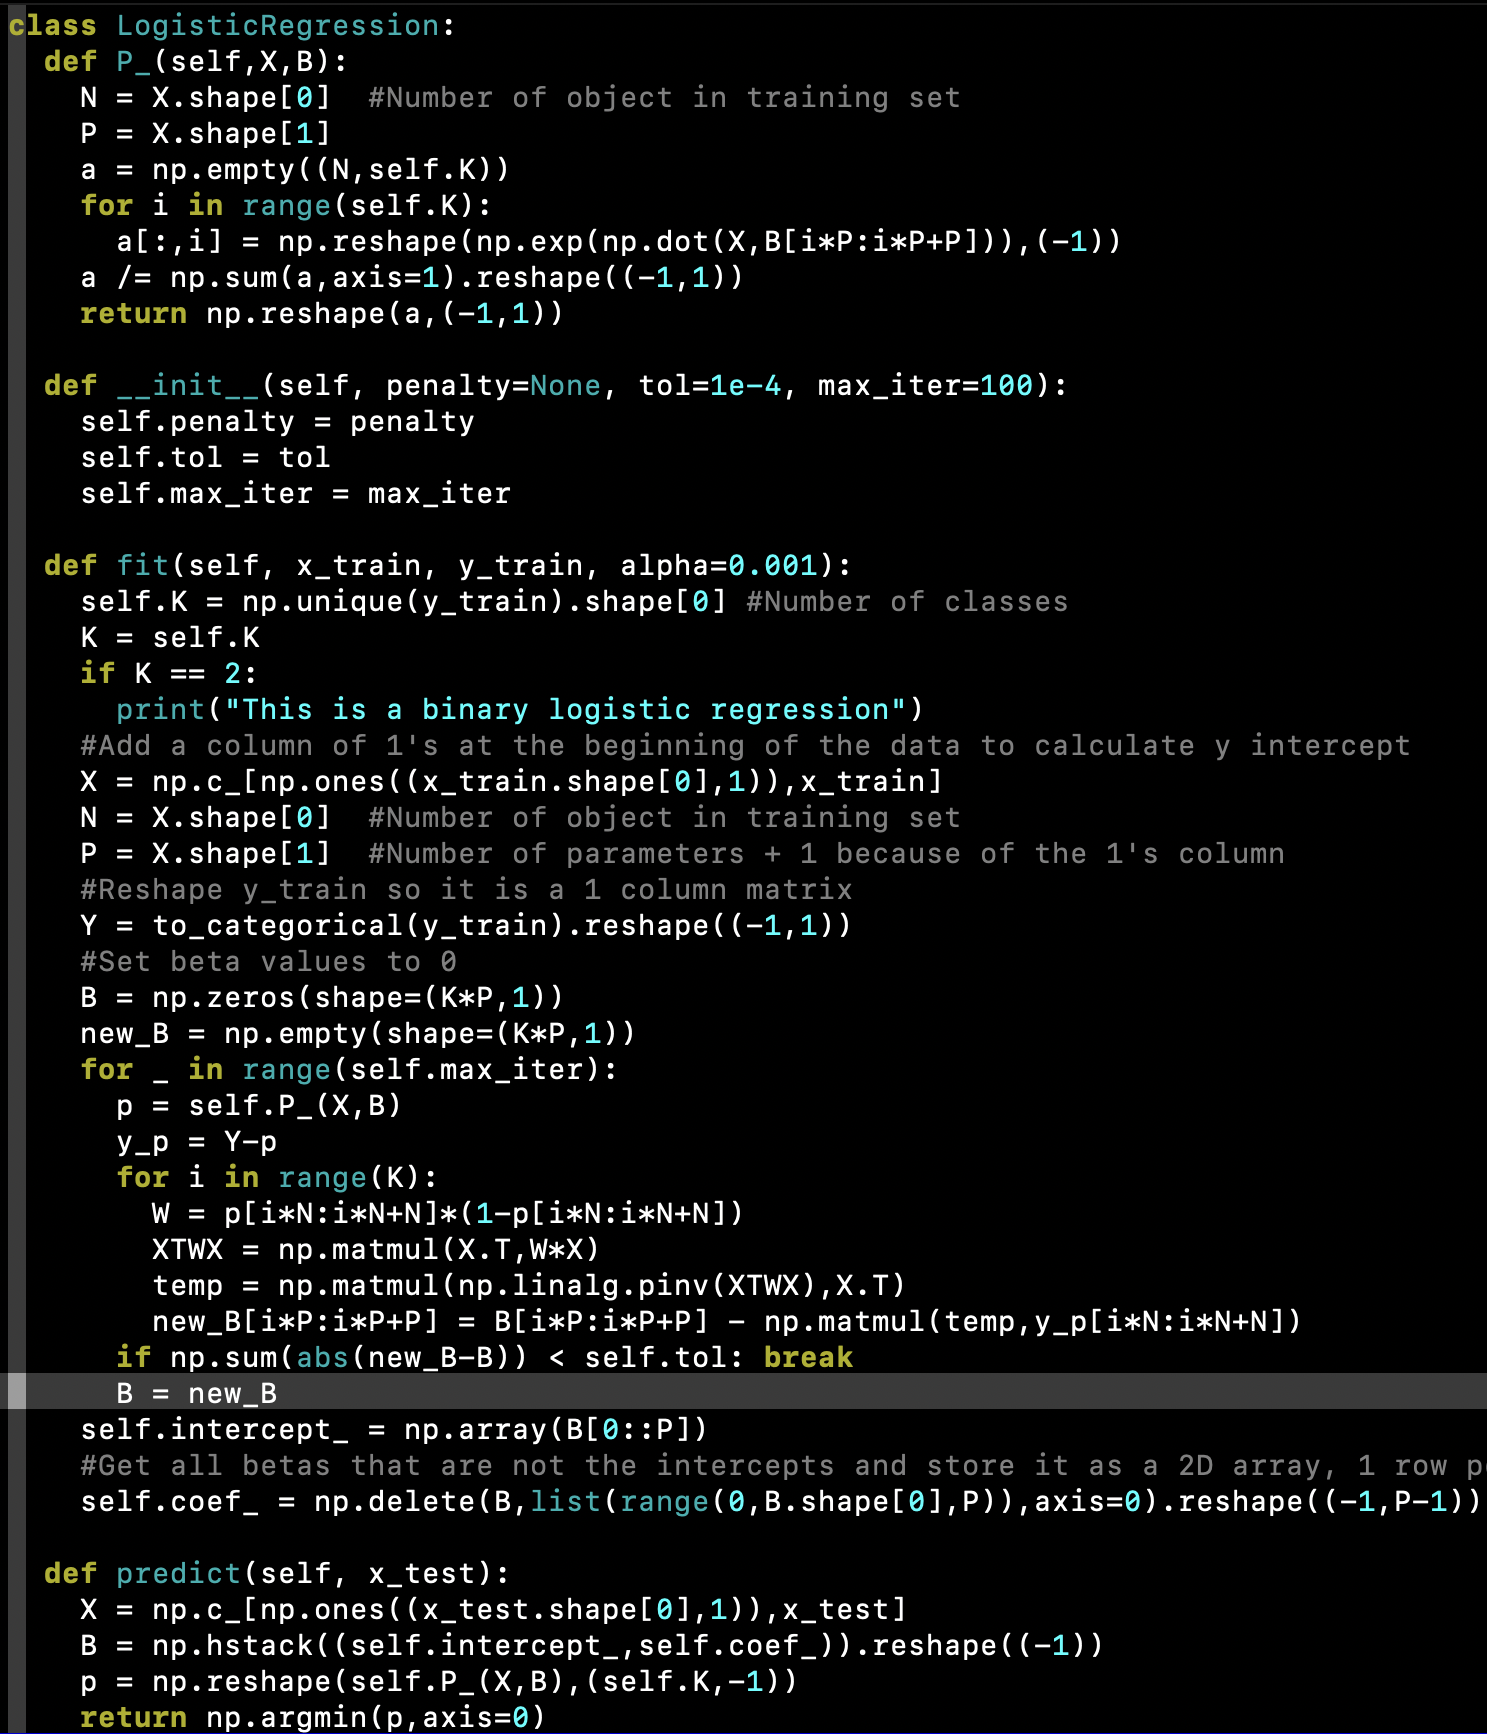 class LogisticRegression:
  def P_(self,X,B):
    N = X.shape[0]  #Number of object in training set
    P = X.shape[1]
    a = np.empty((N,self.K))
    for i in range(self.K):
      a[:,i] = np.reshape(np.exp(np.dot(X,B[i*P:i*P+P])),(-1))
    a /= np.sum(a,axis=1).reshape((-1,1))
    return np.reshape(a,(-1,1))

  def __init__(self, penalty=None, tol=1e-4, max_iter=100):
    self.penalty = penalty
    self.tol = tol
    self.max_iter = max_iter

  def fit(self, x_train, y_train, alpha=0.001):
    self.K = np.unique(y_train).shape[0] #Number of classes
    K = self.K
    if K == 2:
      print("This is a binary logistic regression")
    #Add a column of 1's at the beginning of the data to calculate y intercept
    X = np.c_[np.ones((x_train.shape[0],1)),x_train]
    N = X.shape[0]  #Number of object in training set
    P = X.shape[1]  #Number of parameters + 1 because of the 1's column
    #Reshape y_train so it is a 1 column matrix
    Y = to_categorical(y_train).reshape((-1,1))
    #Set beta values to 0
    B = np.zeros(shape=(K*P,1))
    new_B = np.empty(shape=(K*P,1))
    for _ in range(self.max_iter):
      p = self.P_(X,B)
      y_p = Y-p
      for i in range(K):
        W = p[i*N:i*N+N]*(1-p[i*N:i*N+N])
        XTWX = np.matmul(X.T,W*X)
        temp = np.matmul(np.linalg.pinv(XTWX),X.T)
        new_B[i*P:i*P+P] = B[i*P:i*P+P] - np.matmul(temp,y_p[i*N:i*N+N])
      if np.sum(abs(new_B-B)) < self.tol: break
      B = new_B
    self.intercept_ = np.array(B[0::P])
    #Get all betas that are not the intercepts and store it as a 2D array, 1 row
    self.coef_ = np.delete(B,list(range(0,B.shape[0],P)),axis=0).reshape((-1,P-1))

  def predict(self, x_test):
    X = np.c_[np.ones((x_test.shape[0],1)),x_test]
    B = np.hstack((self.intercept_,self.coef_)).reshape((-1))
    p = np.reshape(self.P_(X,B),(self.K,-1))
    return np.argmin(p,axis=0)